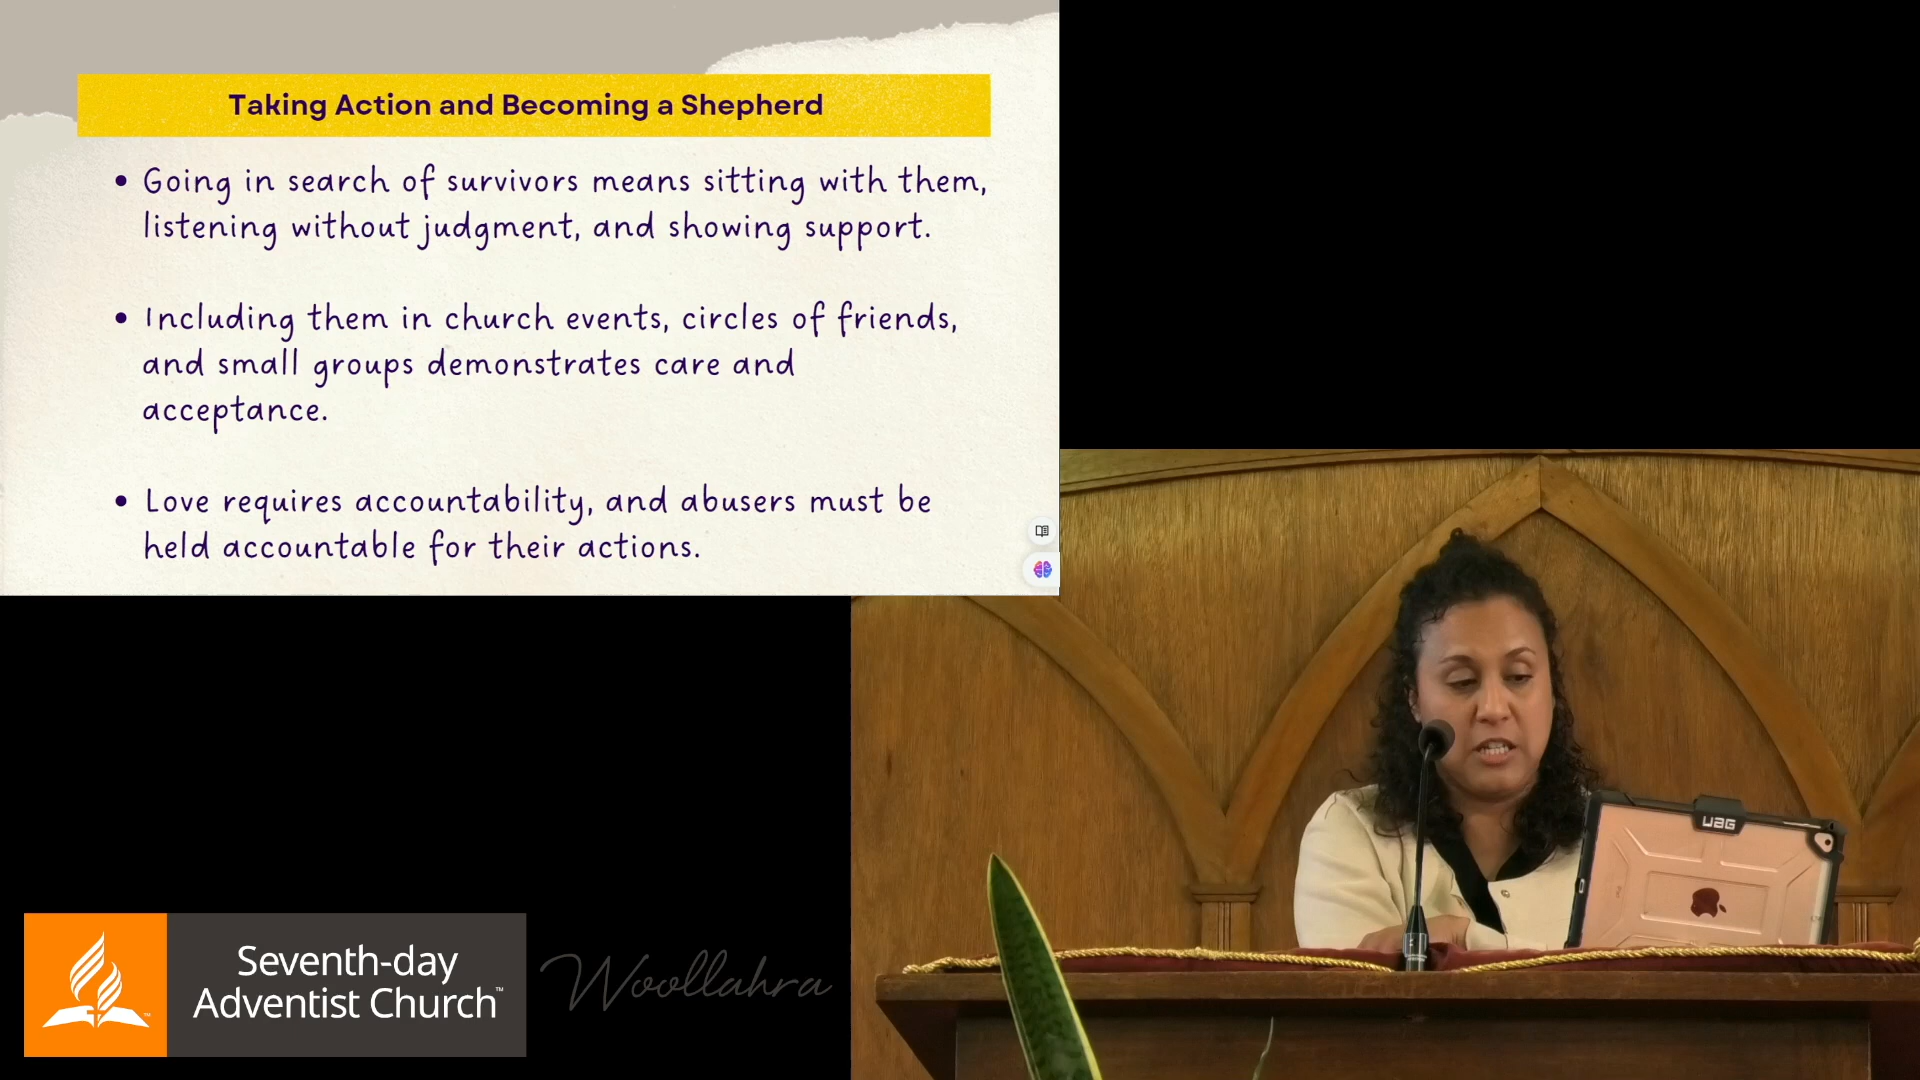 Taking Action and Becoming a Shepherd
• Going in search of survivors means sitting with them,
listening without judgment, and showing support.
• Including them in church events, circles of friends,
and small groups demonstrates care and
acceptance.
• Love requires accountability, and abusers must be
held accountable for their actions.
UAG
Seventh-day
Adventist Church™
Woollahra